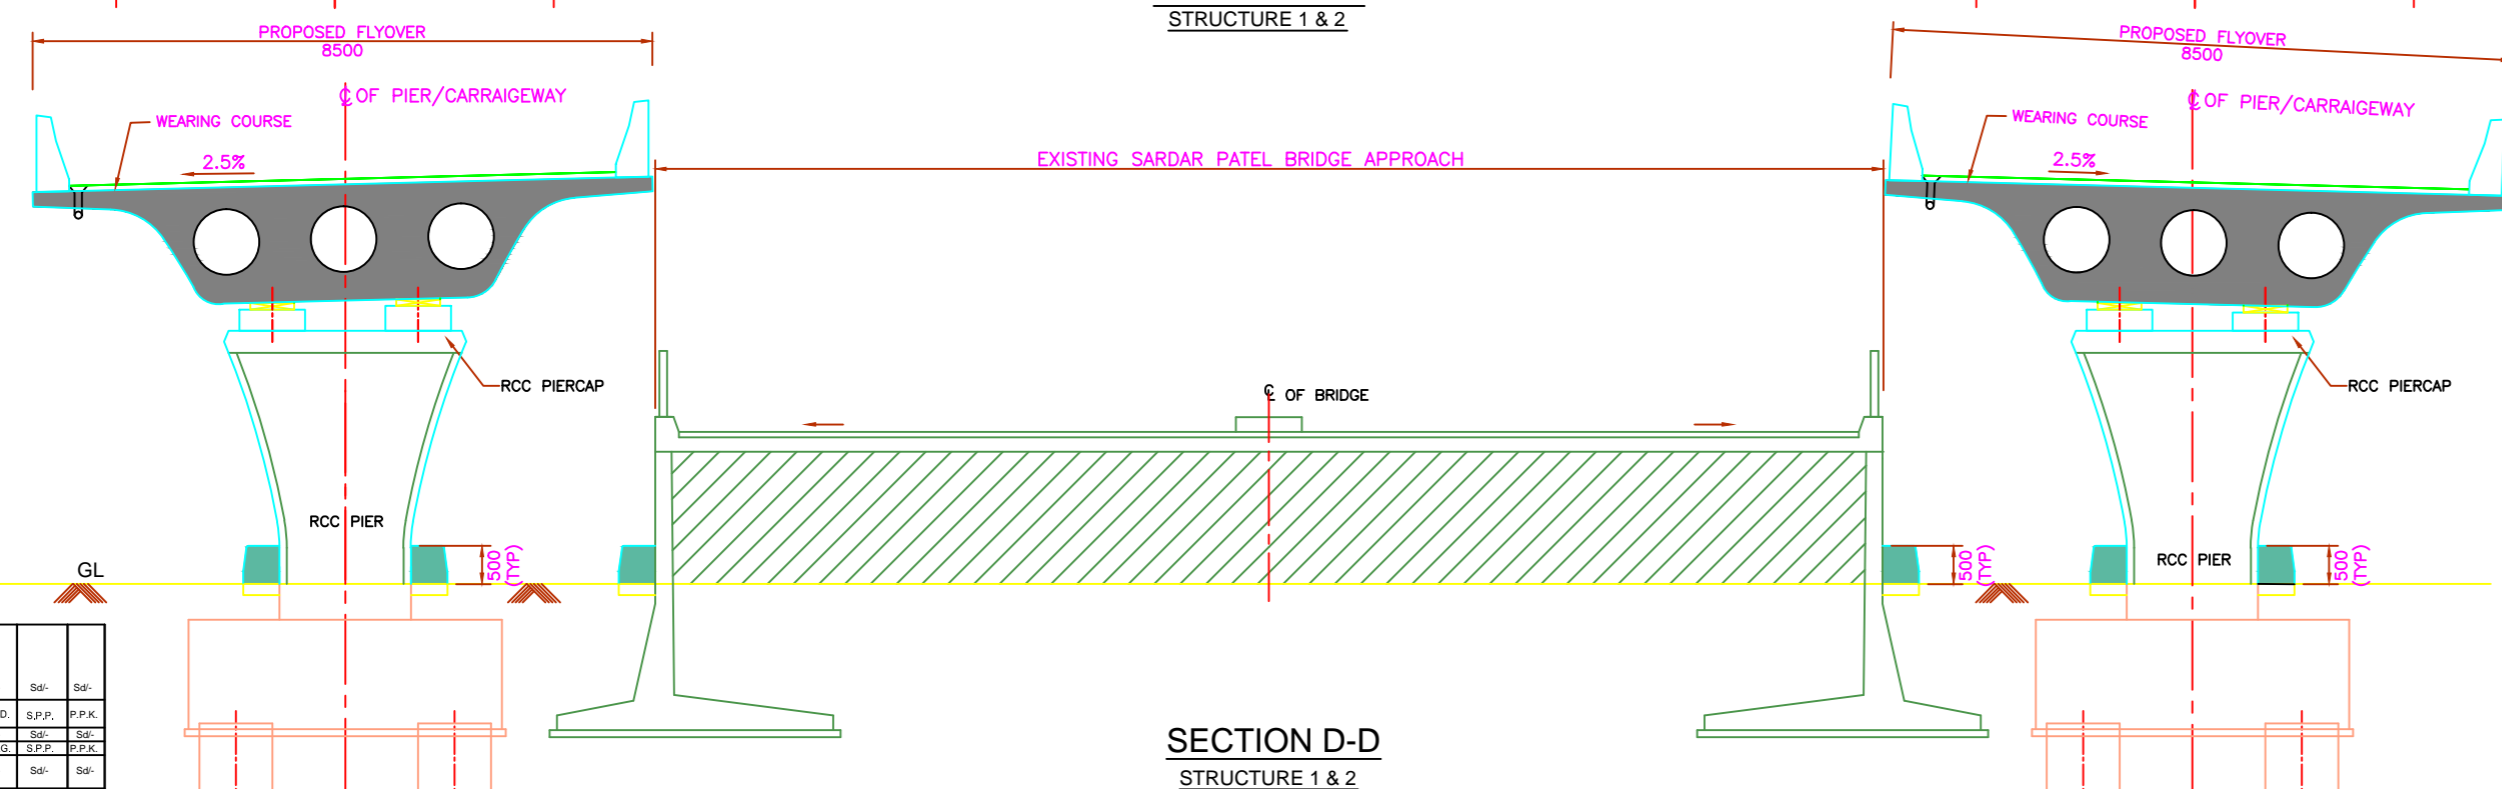 STRUCTURE 1 & 2
PROPOSED FLYOVER
8500
PROPOSED FLYOVER
8500
℄ OF PIER/CARRAIGEWAY
℄ OF PIER/CARRAIGEWAY
WEARING COURSE
WEARING COURSE
2.5%
EXISTING SARDAR PATEL BRIDGE APPROACH
2.5%
RCC PIERCAP
℄ OF BRIDGE
RCC PIERCAP
RCC PIER
RCC PIER
500
(TYP)
500
(TYP)
500
(TYP)
GL
Sd/- Sd/-
D. S.P.P. P.P.K.
Sd/- Sd/-
G. S.P.P. P.P.K.
Sd/- Sd/-
SECTION D-D
STRUCTURE 1 & 2